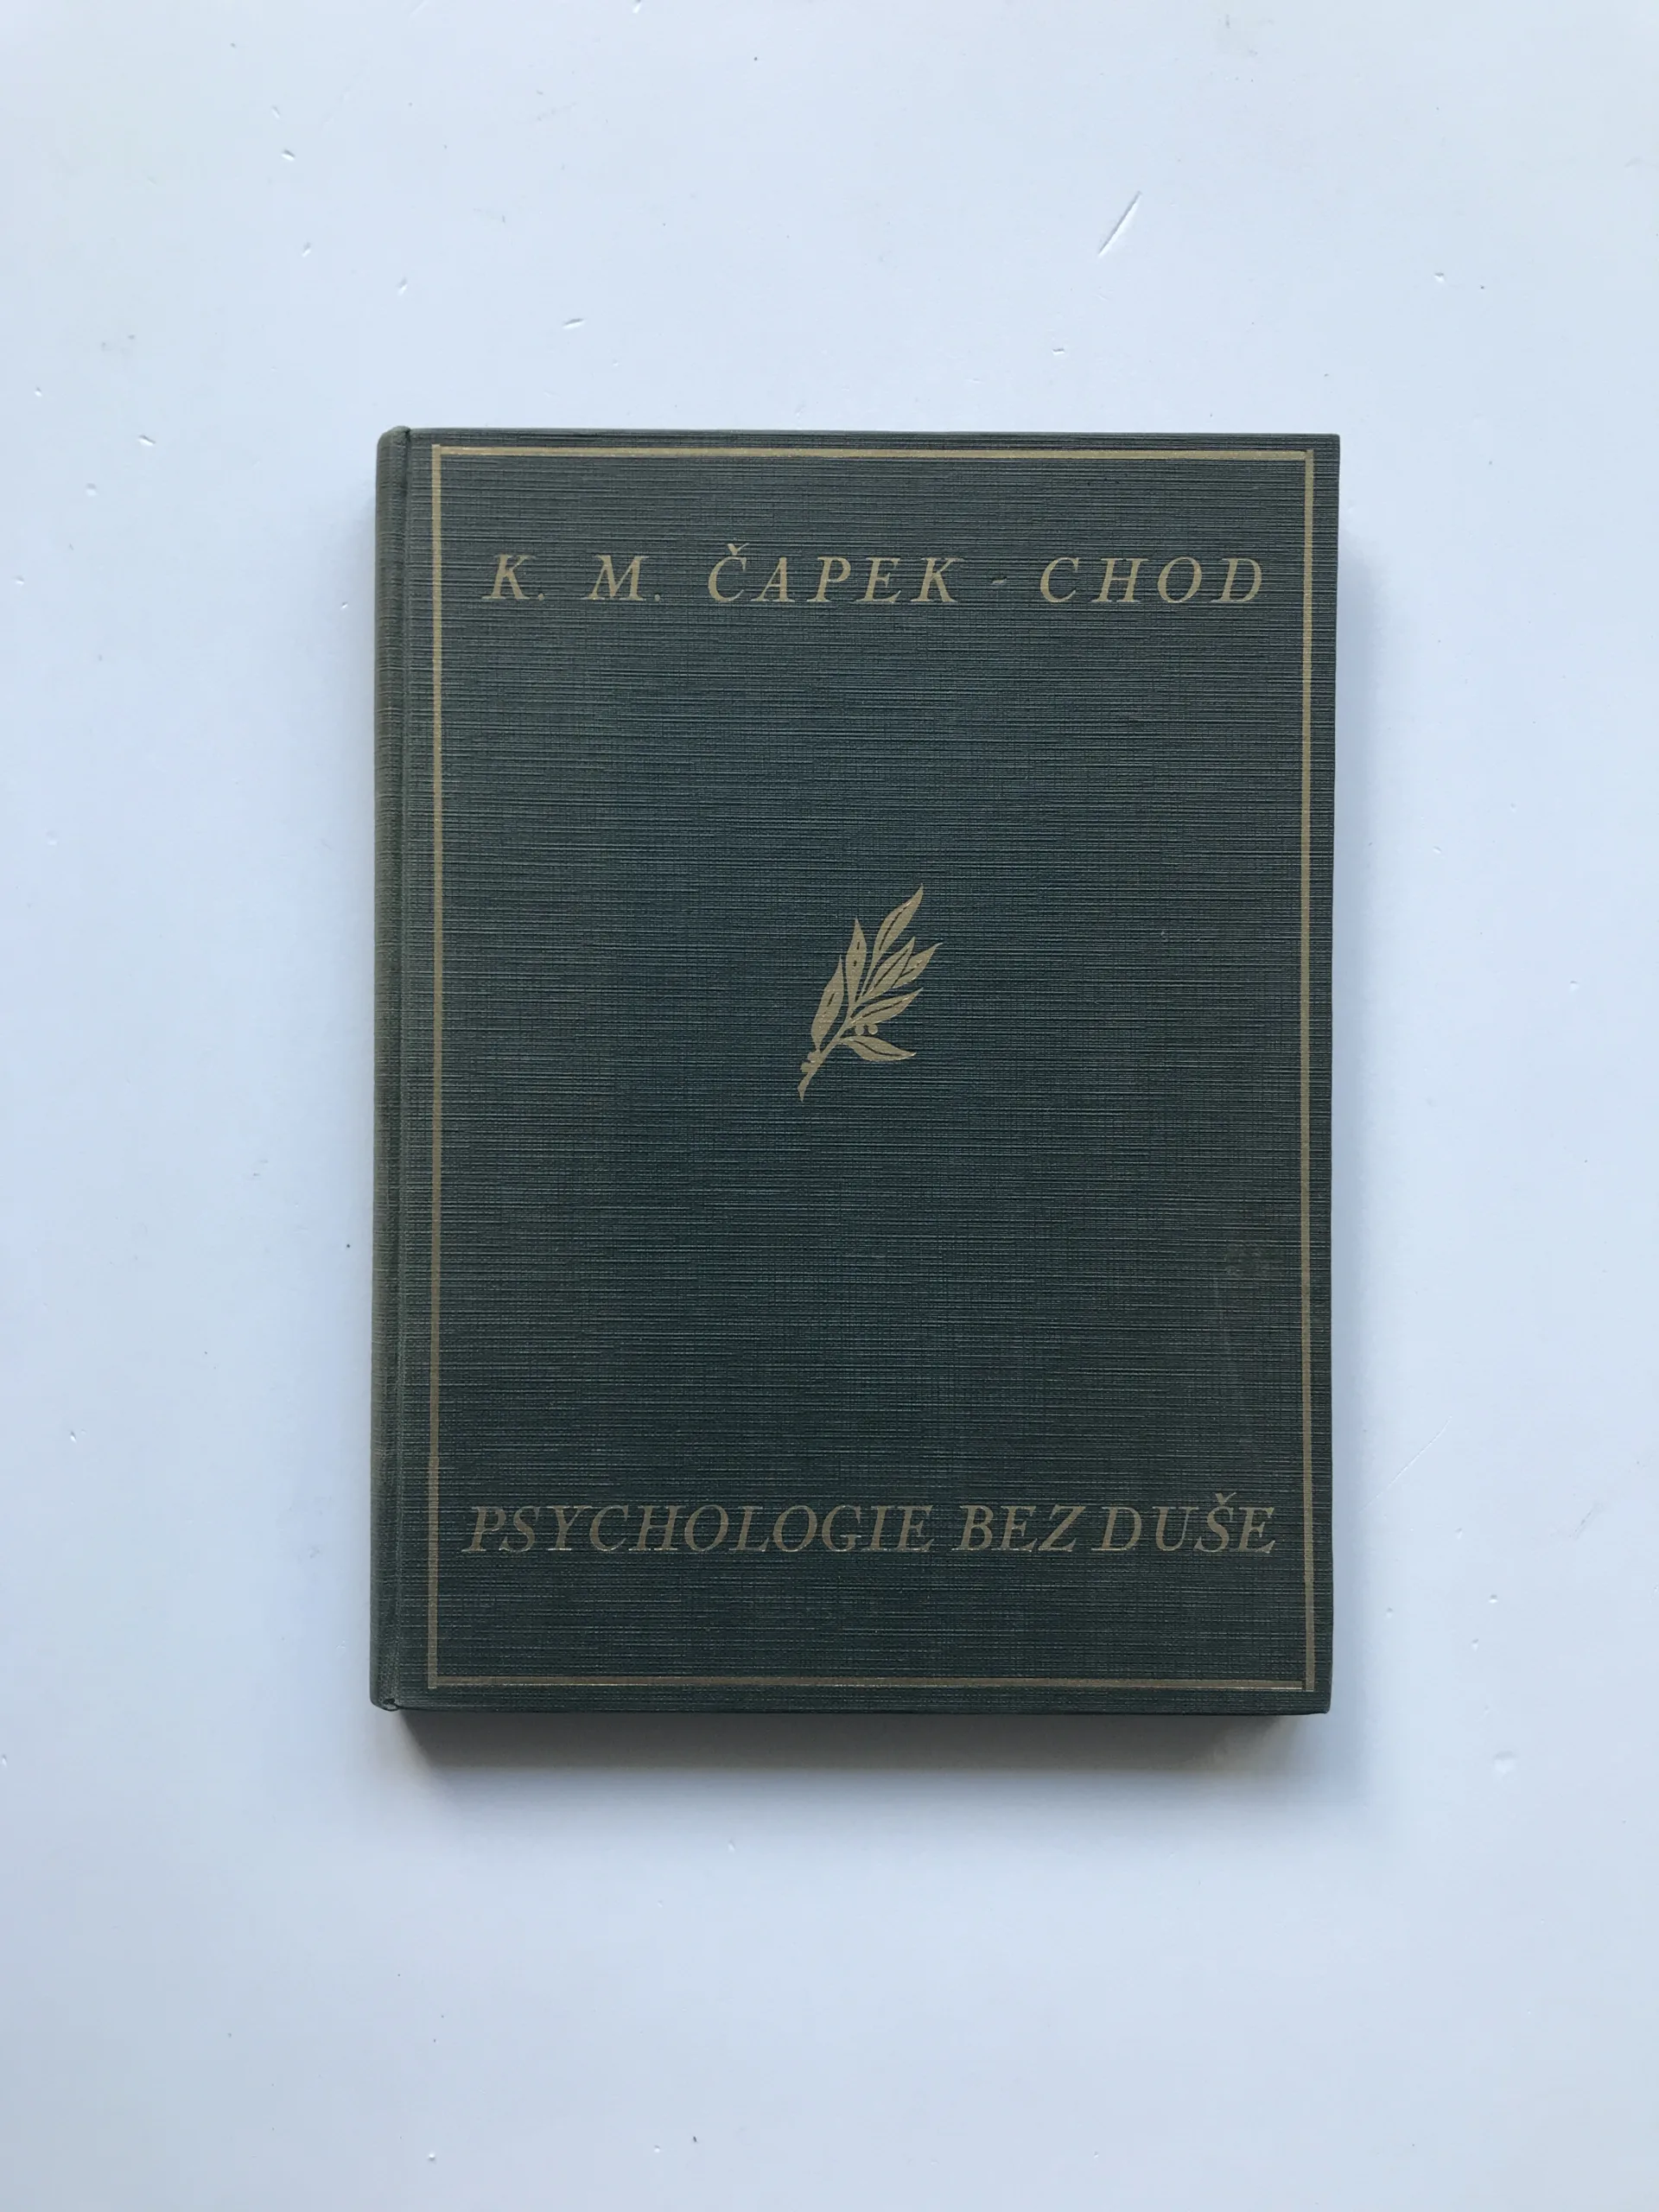 K. M. ČAPEK - CHOD
PSYCHOLOGIE BEZ DUŠE